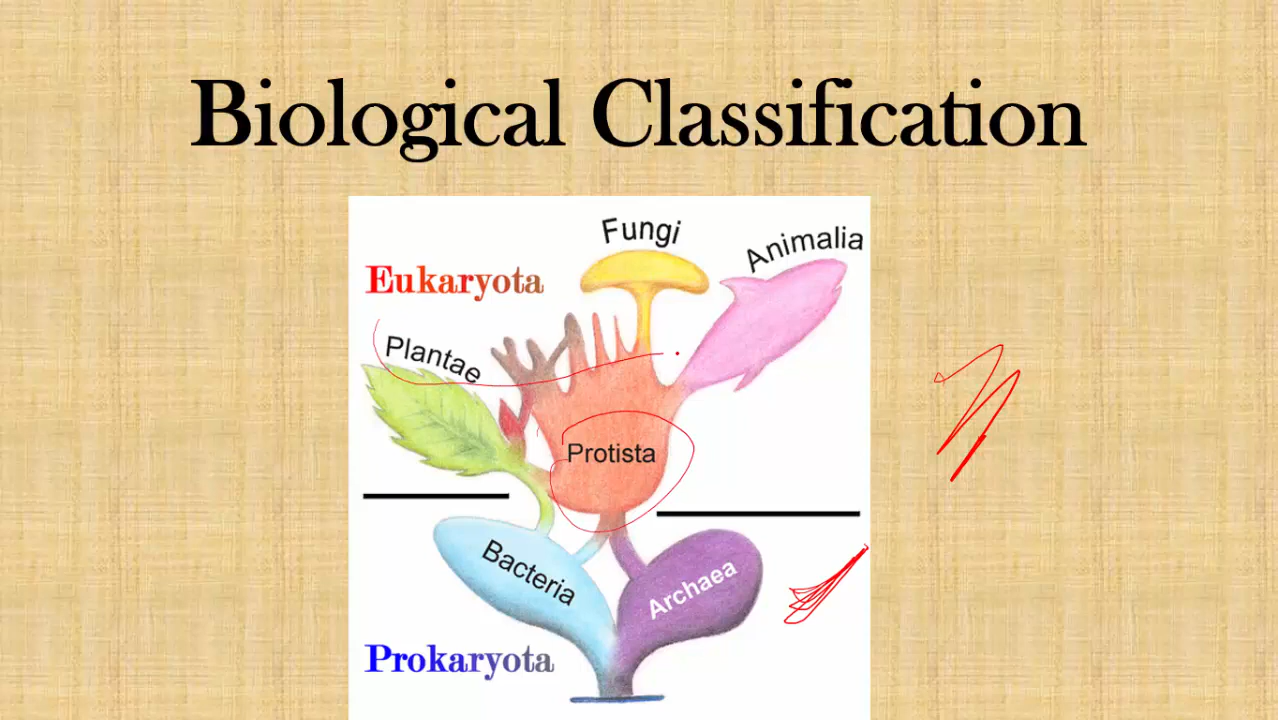 Biological Classification
Fungi
Animalia
Eukaryota
Plantae
Protista
Bacteria
Archaea
Prokaryota